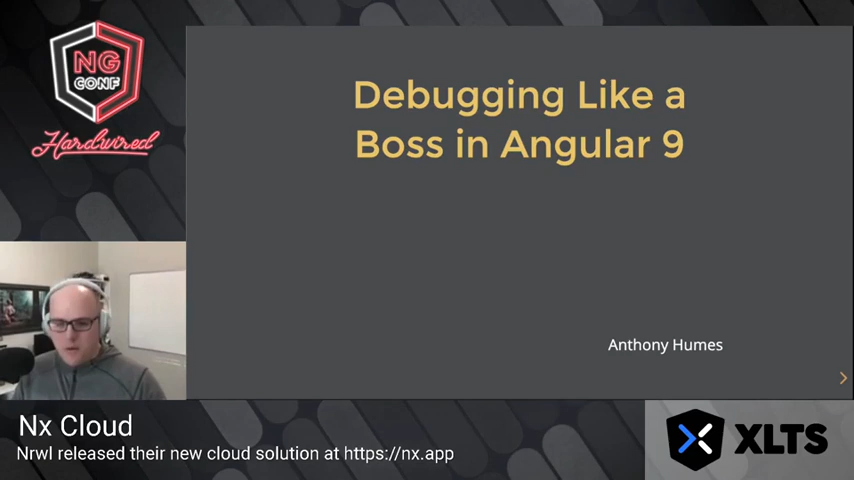 NG
CONF
Hardwired
Debugging Like a
Boss in Angular 9
Anthony Humes
Nx Cloud
Nrwl released their new cloud solution at https://nx.app
XLTS